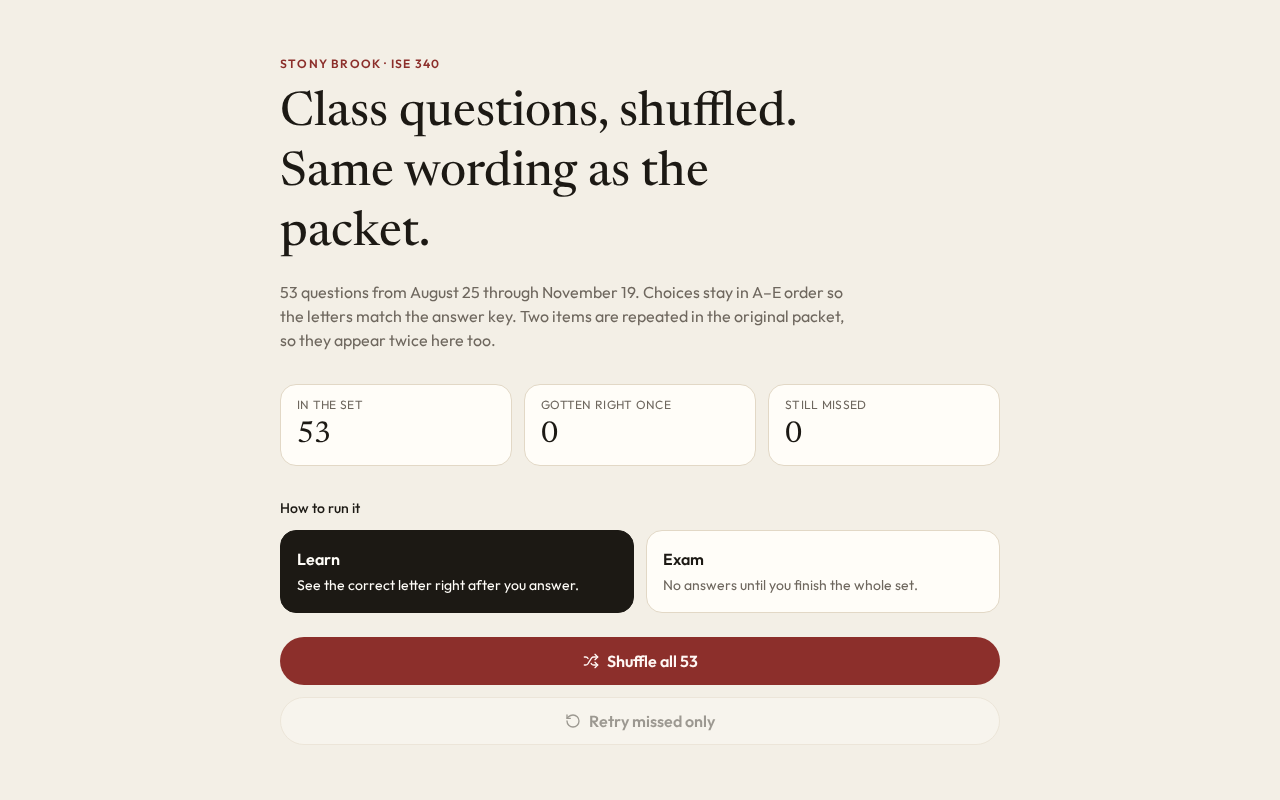 STONY BROOK · ISE 340
Class questions, shuffled.
Same wording as the
packet.
53 questions from August 25 through November 19. Choices stay in A–E order so
the letters match the answer key. Two items are repeated in the original packet,
so they appear twice here too.
IN THE SET
53
GOTTEN RIGHT ONCE
0
STILL MISSED
0
How to run it
Learn
See the correct letter right after you answer.
Exam
No answers until you finish the whole set.
Shuffle all 53
Retry missed only